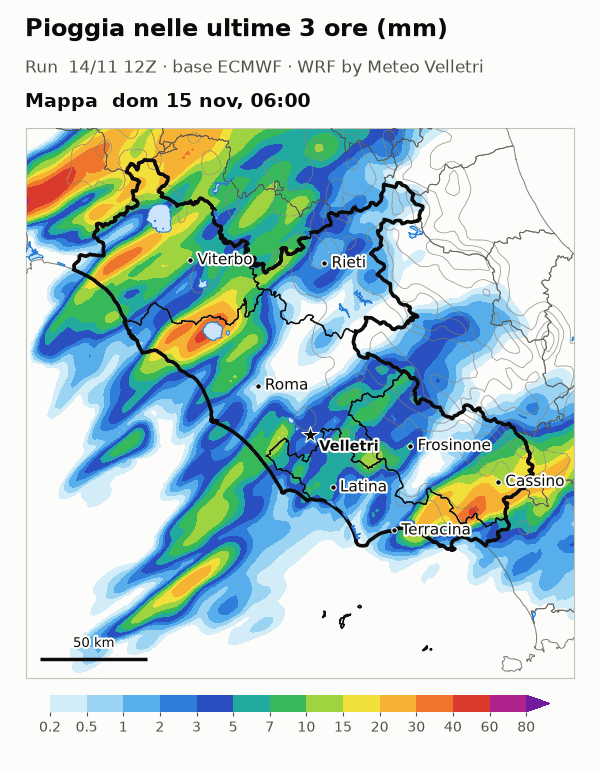 Pioggia nelle ultime 3 ore (mm)
Run  14/11 12Z · base ECMWF · WRF by Meteo Velletri
Mappa  dom 15 nov, 06:00
Viterbo
Rieti
Roma
Velletri
Frosinone
Latina
Cassino
Terracina
50 km
0.2 0.5 1 2 3 5 7 10 15 20 30 40 60 80